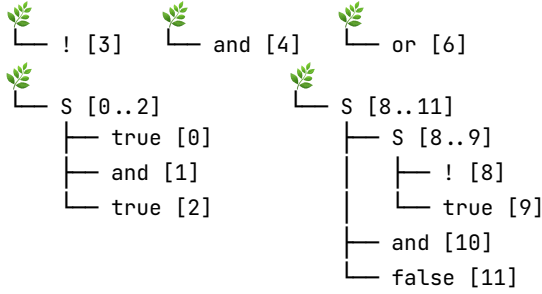 ! [3] and [4] or [6]
S [0..2] S [8..11]
true [0] S [8..9]
and [1] ! [8]
true [2] true [9]
and [10]
false [11]